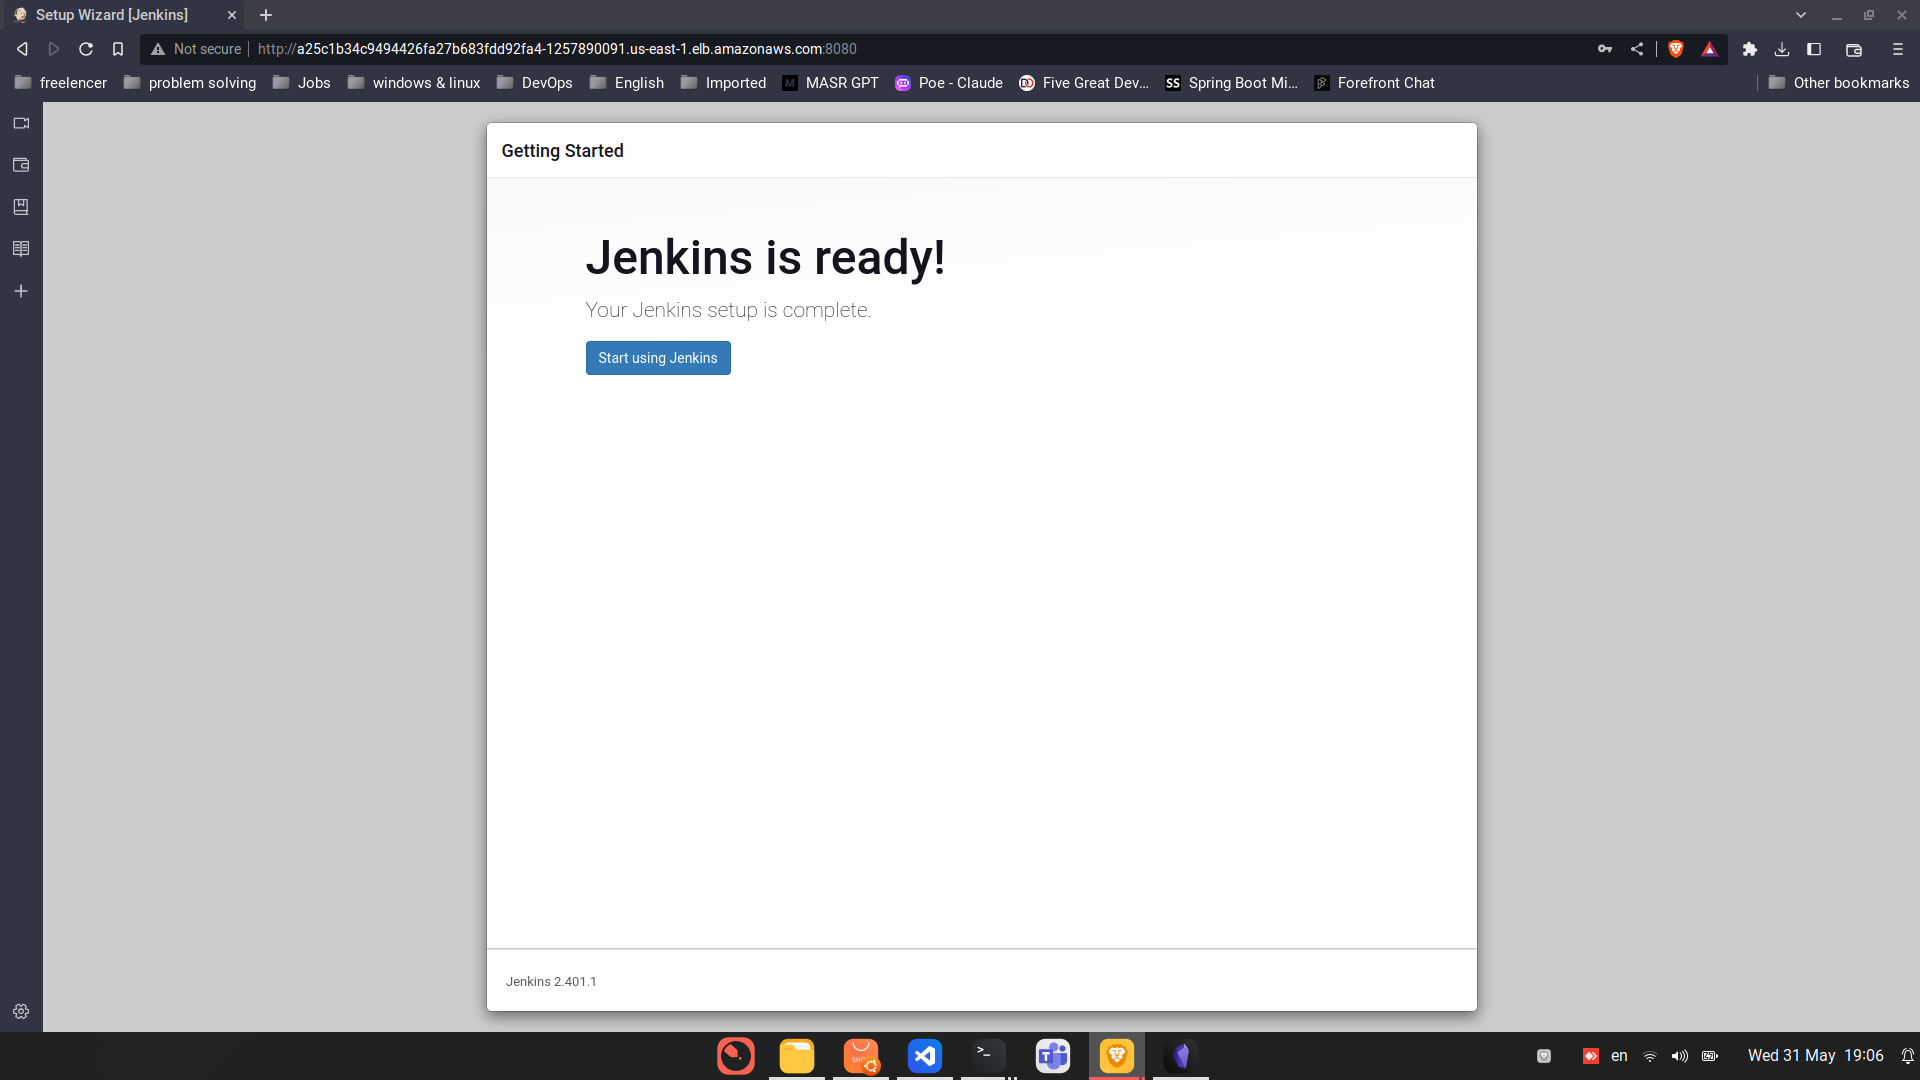 Setup Wizard [Jenkins]
Not secure http://a25c1b34c9494426fa27b683fdd92fa4-1257890091.us-east-1.elb.amazonaws.com:8080
freelencer problem solving Jobs windows & linux DevOps English Imported M MASR GPT Poe - Claude Five Great Dev... SS Spring Boot Mi... Forefront Chat Other bookmarks
Getting Started
Jenkins is ready!
Your Jenkins setup is complete.
Start using Jenkins
Jenkins 2.401.1
>_ T en Wed 31 May 19:06